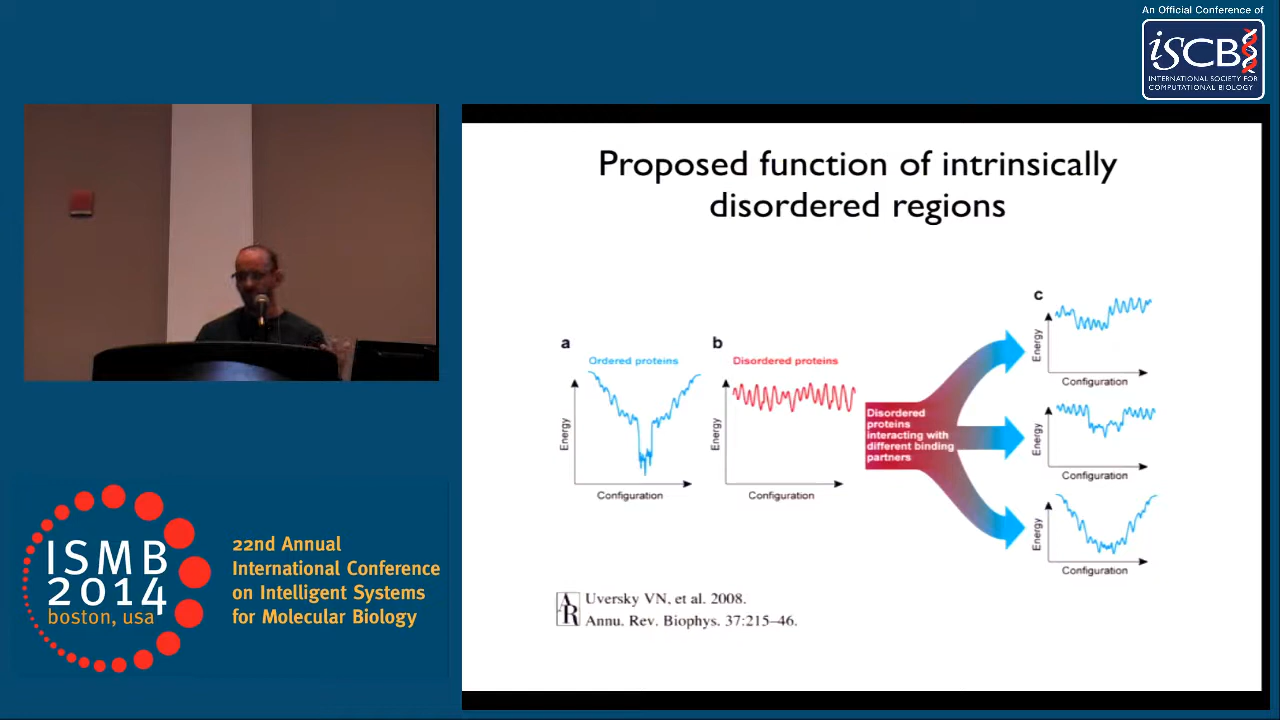 An Official Conference of
iSCB
INTERNATIONAL SOCIETY FOR
COMPUTATIONAL BIOLOGY
Proposed function of intrinsically
disordered regions
a
Ordered proteins
Energy
Configuration
b
Disordered proteins
Energy
Configuration
Disordered
proteins
interacting with
different binding
partners
c
Energy
Configuration
Energy
Configuration
Energy
Configuration
AR
Uversky VN, et al. 2008.
Annu. Rev. Biophys. 37:215–46.
ISMB
2014
boston, usa
22nd Annual
International Conference
on Intelligent Systems
for Molecular Biology